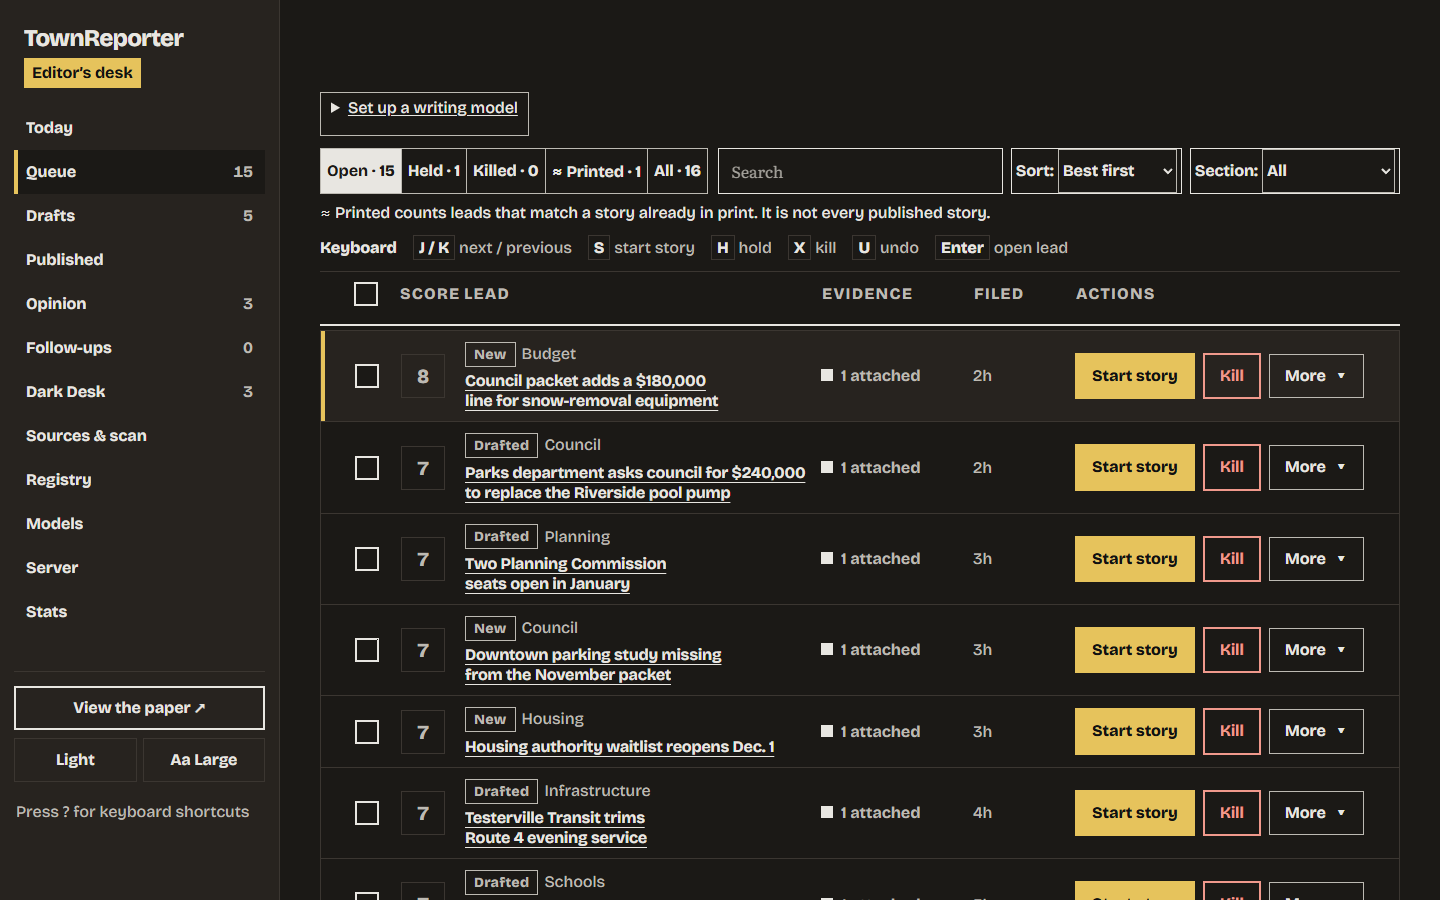 TownReporter
Editor's desk
Today
Queue 15
Drafts 5
Published
Opinion 3
Follow-ups 0
Dark Desk 3
Sources & scan
Registry
Models
Server
Stats
View the paper ↗
Light
Aa Large
Press ? for keyboard shortcuts
▶ Set up a writing model
Open · 15 Held · 1 Killed · 0 ≈ Printed · 1 All · 16 Search Sort: Best first Section: All
≈ Printed counts leads that match a story already in print. It is not every published story.
Keyboard J / K next / previous S start story H hold X kill U undo Enter open lead
SCORE LEAD EVIDENCE FILED ACTIONS
New Budget
8 Council packet adds a $180,000
line for snow-removal equipment
1 attached 2h Start story Kill More ▼
Drafted Council
7 Parks department asks council for $240,000
to replace the Riverside pool pump
1 attached 2h Start story Kill More ▼
Drafted Planning
7 Two Planning Commission
seats open in January
1 attached 3h Start story Kill More ▼
New Council
7 Downtown parking study missing
from the November packet
1 attached 3h Start story Kill More ▼
New Housing
7 Housing authority waitlist reopens Dec. 1
1 attached 3h Start story Kill More ▼
Drafted Infrastructure
7 Testerville Transit trims
Route 4 evening service
1 attached 4h Start story Kill More ▼
Drafted Schools